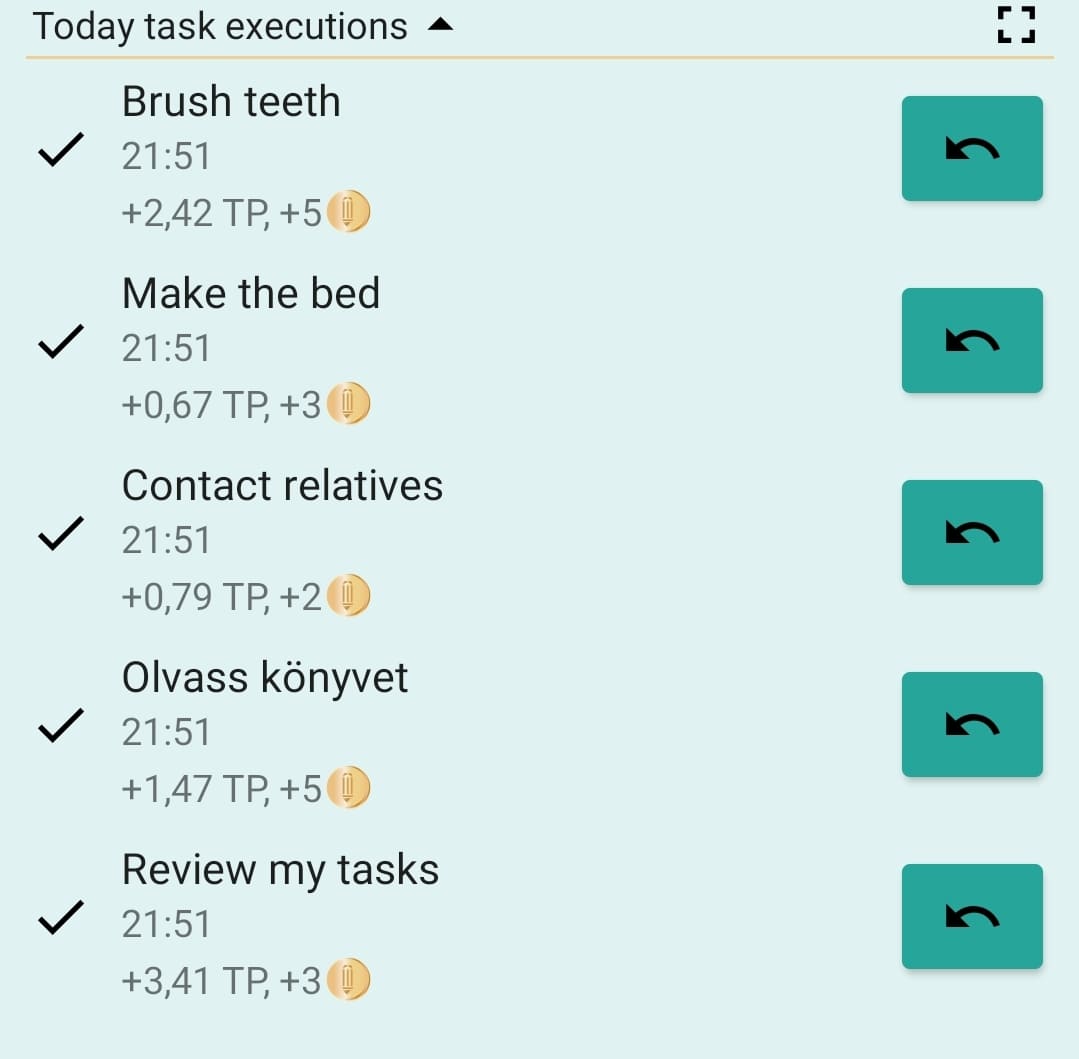 Today task executions
Brush teeth
21:51
+2,42 TP, +5
Make the bed
21:51
+0,67 TP, +3
Contact relatives
21:51
+0,79 TP, +2
Olvass könyvet
21:51
+1,47 TP, +5
Review my tasks
21:51
+3,41 TP, +3